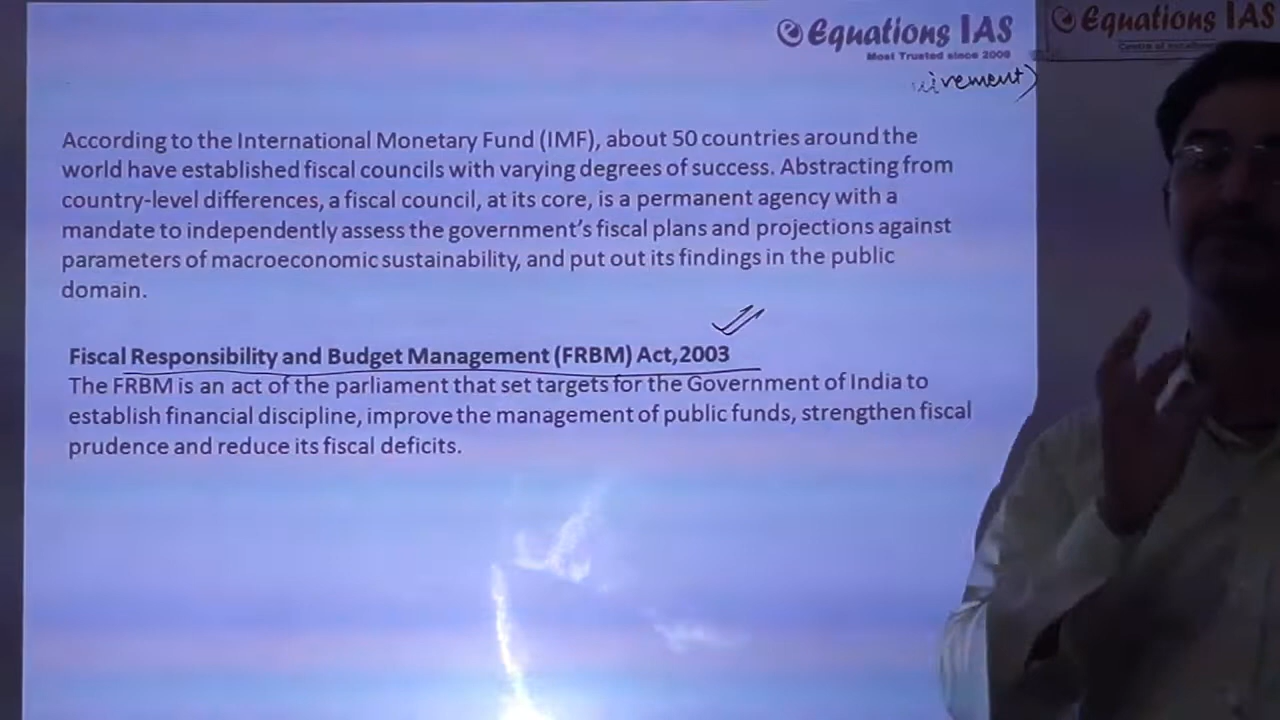 Equations IAS
Most Trusted since 2008
Equations IAS
According to the International Monetary Fund (IMF), about 50 countries around the
world have established fiscal councils with varying degrees of success. Abstracting from
country-level differences, a fiscal council, at its core, is a permanent agency with a
mandate to independently assess the government's fiscal plans and projections against
parameters of macroeconomic sustainability, and put out its findings in the public
domain.
Fiscal Responsibility and Budget Management (FRBM) Act,2003
The FRBM is an act of the parliament that set targets for the Government of India to
establish financial discipline, improve the management of public funds, strengthen fiscal
prudence and reduce its fiscal deficits.